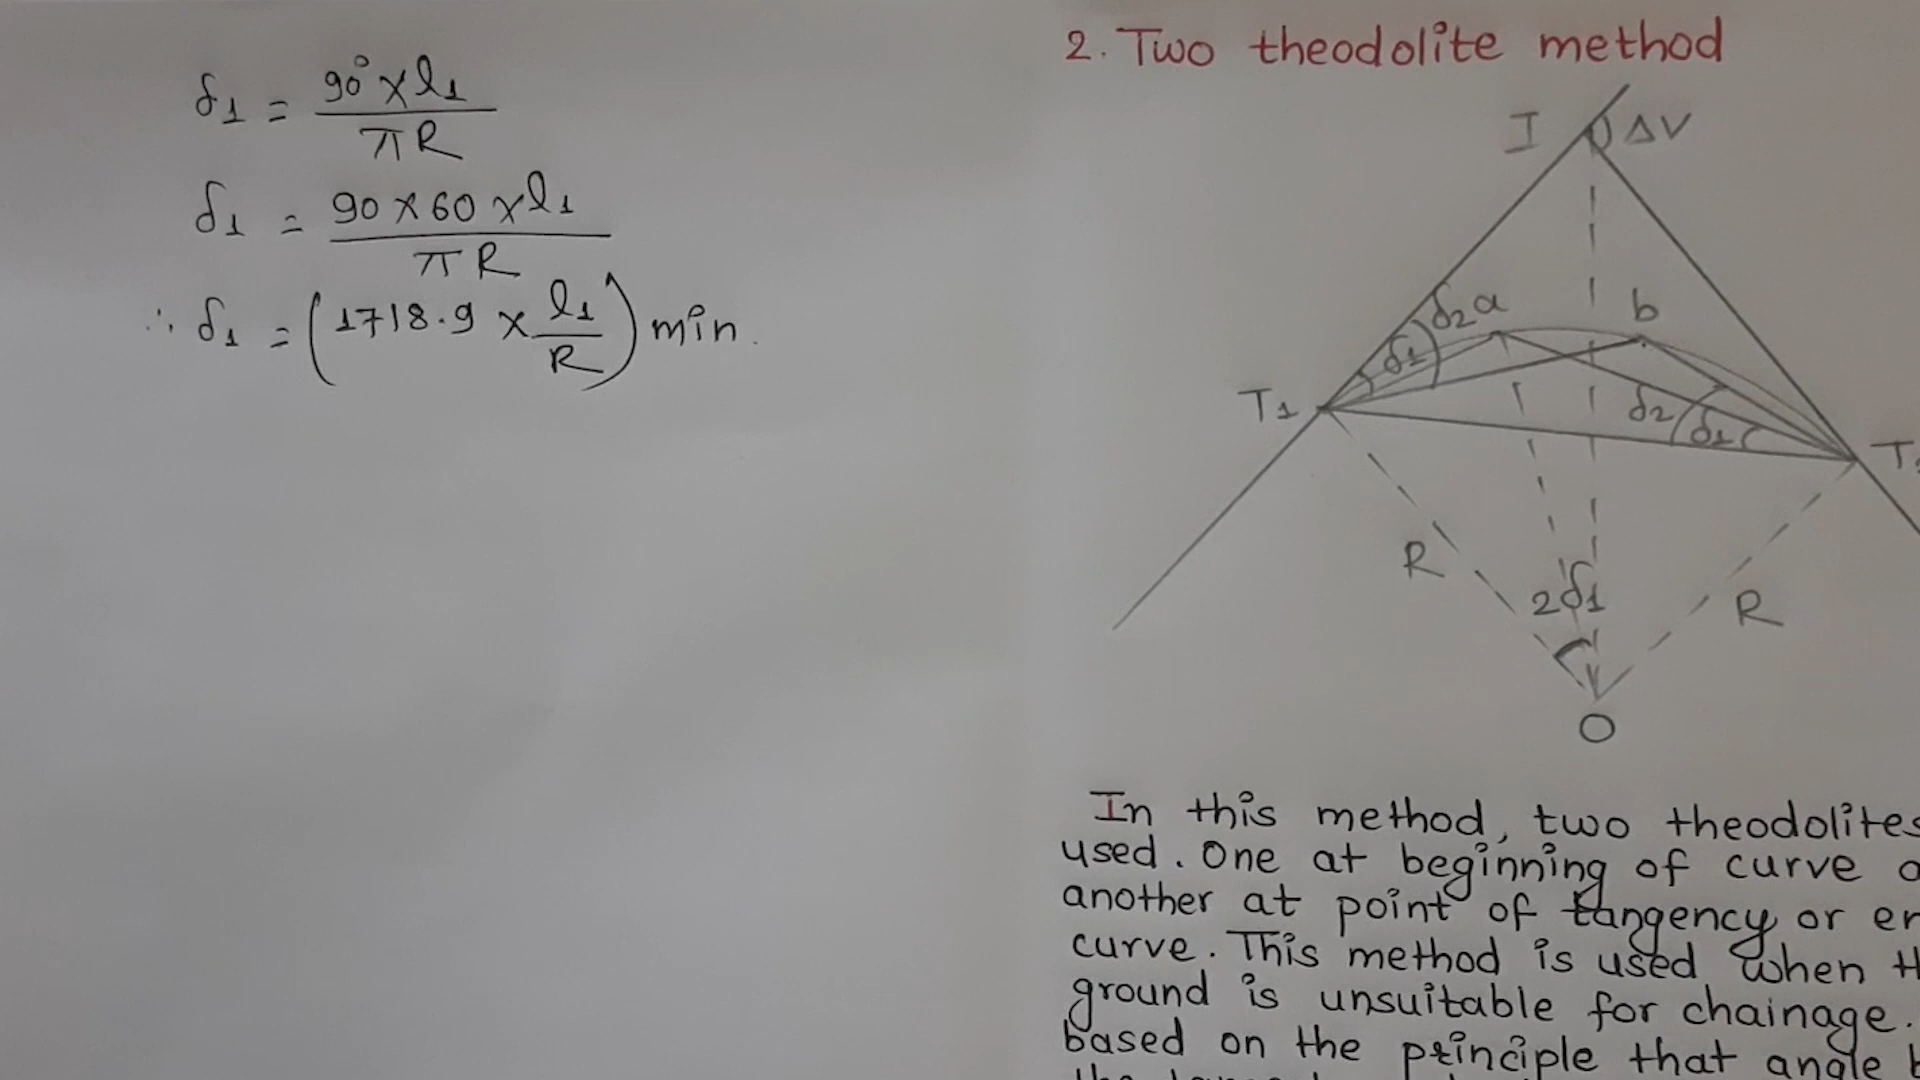 δ1 = 90° × l1 / πR
δ1 = 90 × 60 × l1 / πR
∴ δ1 = (1718.9 × l1 / R) min.
2. Two theodolite method
I ΔV
δ2 a b
δ1
T1
δ2 δ1
R
2δ1
R
O
In this method, two theodolites
used. One at beginning of curve
another at point of tangency or
curve. This method is used when
ground is unsuitable for chainage.
based on the principle that angle